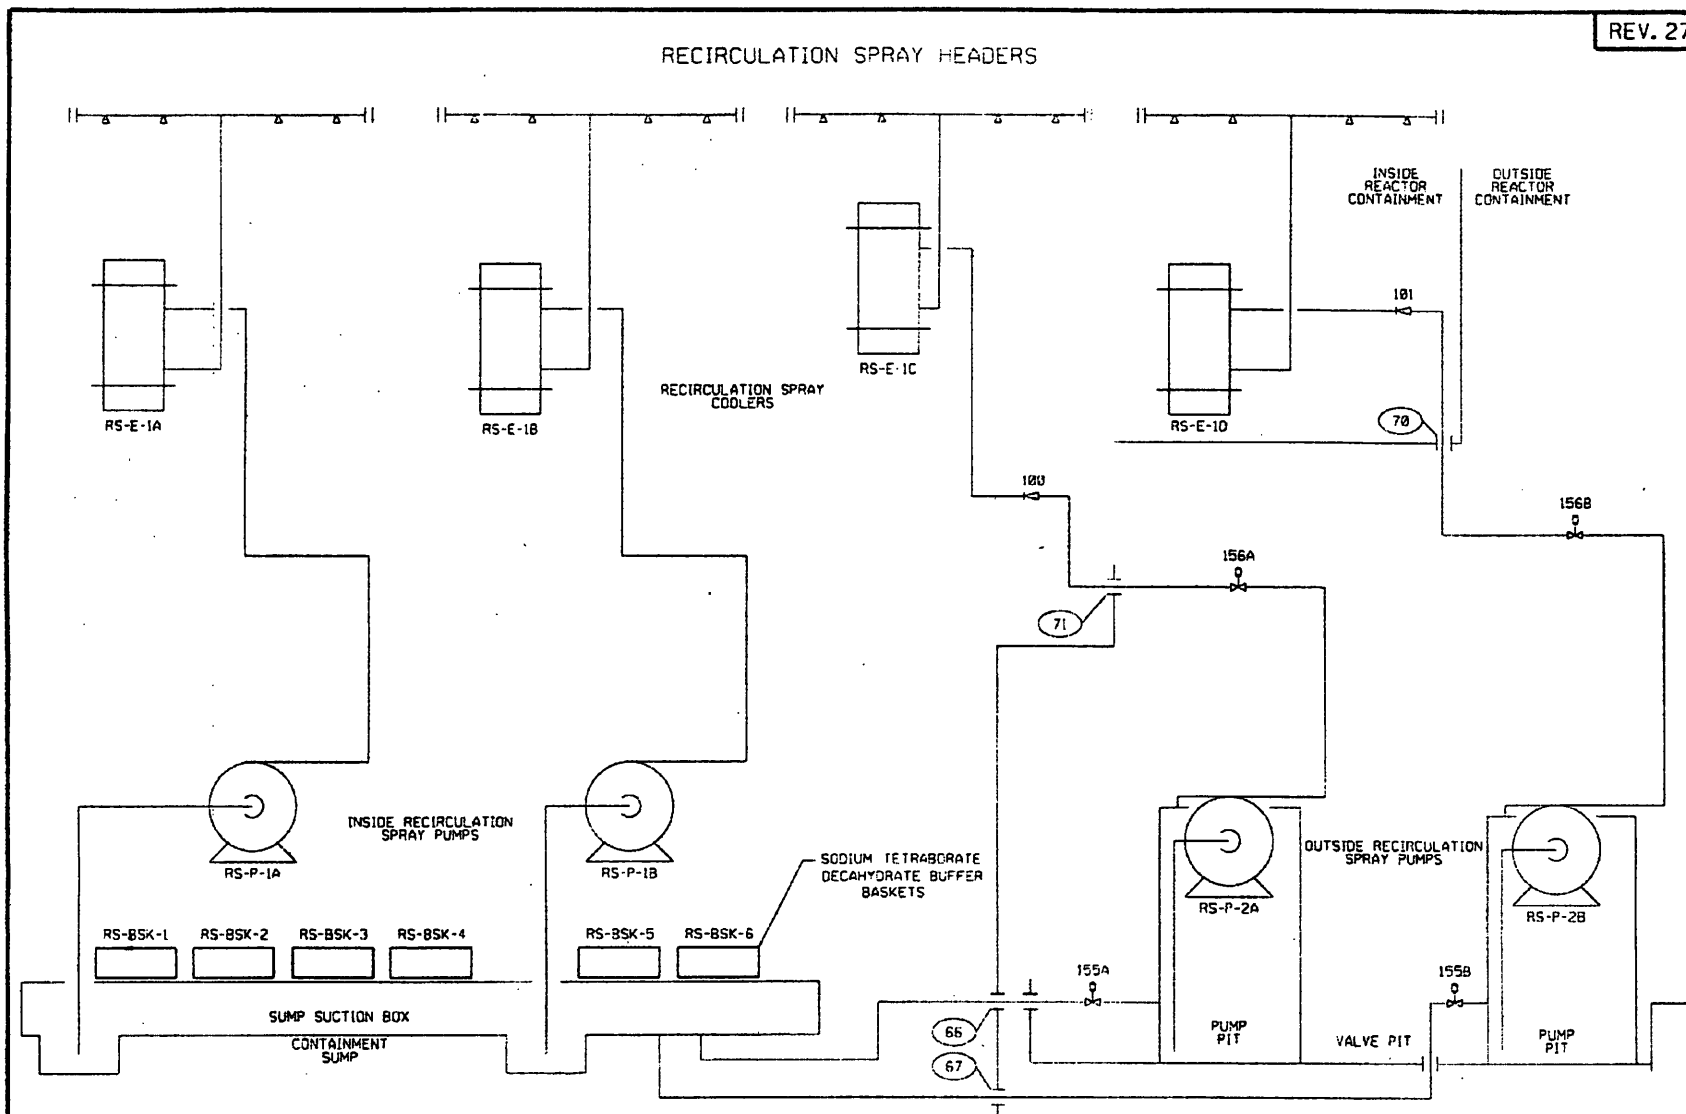 REV. 27
RECIRCULATION SPRAY HEADERS
INSIDE
REACTOR
CONTAINMENT
OUTSIDE
REACTOR
CONTAINMENT
101
RS-E-1A
RS-E-1B
RECIRCULATION SPRAY
COOLERS
RS-E-1C
RS-E-1D
70
100
156B
156A
71
INSIDE RECIRCULATION
SPRAY PUMPS
RS-P-1A
RS-P-1B
SODIUM TETRABORATE
DECAHYDRATE BUFFER
BASKETS
OUTSIDE RECIRCULATION
SPRAY PUMPS
RS-P-2A
RS-P-2B
RS-BSK-1
RS-BSK-2
RS-BSK-3
RS-BSK-4
RS-BSK-5
RS-BSK-6
155A
155B
SUMP SUCTION BOX
CONTAINMENT
SUMP
66
67
PUMP
PIT
VALVE PIT
PUMP
PIT